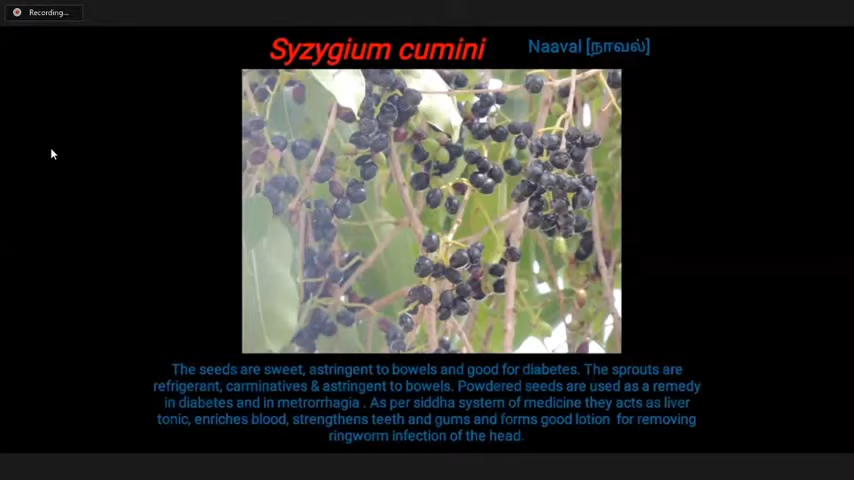 Recording...
Syzygium cumini Naaval [நாவல்]
The seeds are sweet, astringent to bowels and good for diabetes. The sprouts are
refrigerant, carminatives & astringent to bowels. Powdered seeds are used as a remedy
in diabetes and in metrorrhagia . As per siddha system of medicine they acts as liver
tonic, enriches blood, strengthens teeth and gums and forms good lotion for removing
ringworm infection of the head.